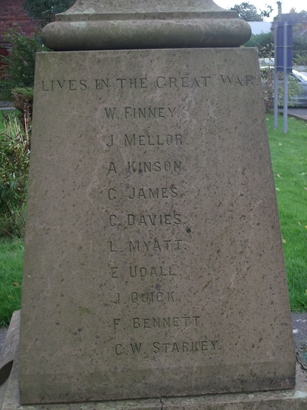 LIVES IN THE GREAT WAR
W. FINNEY.
J. MELLOR.
A. KINSON.
C. JAMES.
C. DAVIES.
L. MYATT.
E. UDALL.
J. QUICK.
F. BENNETT.
C. W. STARKEY.